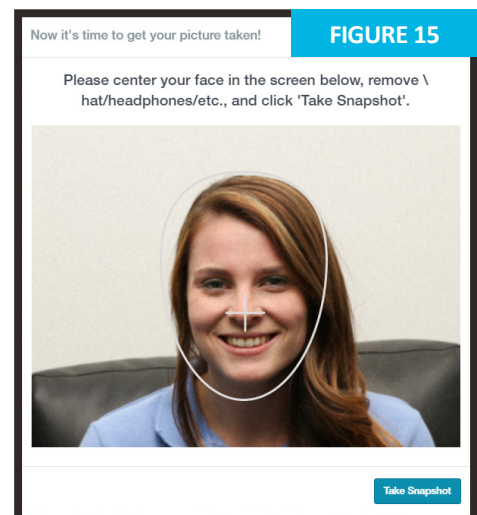 Now it's time to get your picture taken!
FIGURE 15
Please center your face in the screen below, remove \
hat/headphones/etc., and click 'Take Snapshot'.
Take Snapshot